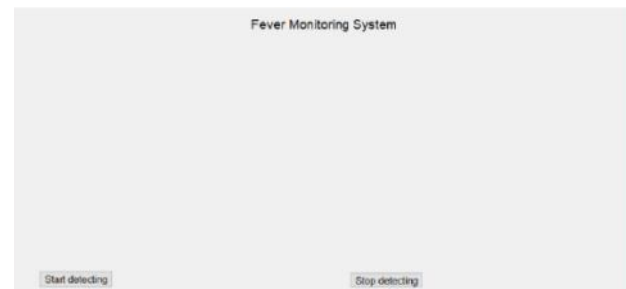 Fever Monitoring System
Start detecting
Stop detecting